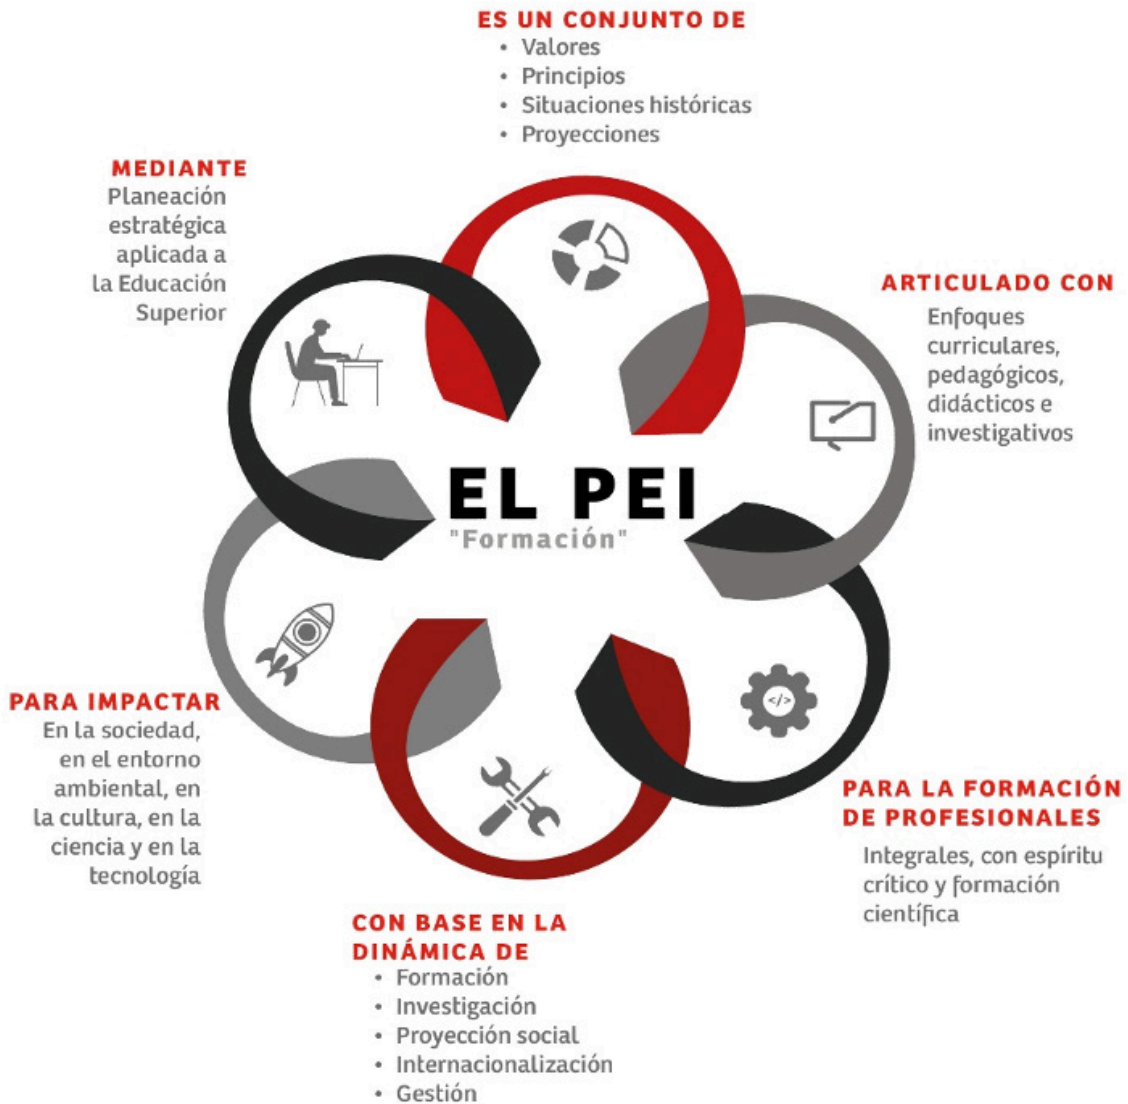 ES UN CONJUNTO DE
• Valores
• Principios
• Situaciones históricas
• Proyecciones
ARTICULADO CON
Enfoques
curriculares,
pedagógicos,
didácticos e
investigativos
PARA LA FORMACIÓN
DE PROFESIONALES
Integrales, con espíritu
crítico y formación
científica
CON BASE EN LA
DINÁMICA DE
• Formación
• Investigación
• Proyección social
• Internacionalización
• Gestión
PARA IMPACTAR
En la sociedad,
en el entorno
ambiental, en
la cultura, en la
ciencia y en la
tecnología
MEDIANTE
Planeación
estratégica
aplicada a
la Educación
Superior
EL PEI
"Formación"
</>